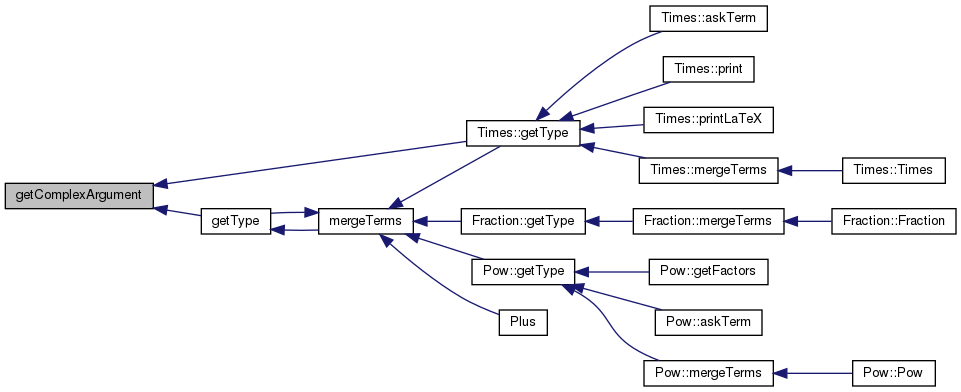 Times::askTerm
Times::print
Times::printLaTeX
Times::getType
Times::mergeTerms
Times::Times
getComplexArgument
getType
mergeTerms
Fraction::getType
Fraction::mergeTerms
Fraction::Fraction
Pow::getType
Pow::getFactors
Plus
Pow::askTerm
Pow::mergeTerms
Pow::Pow